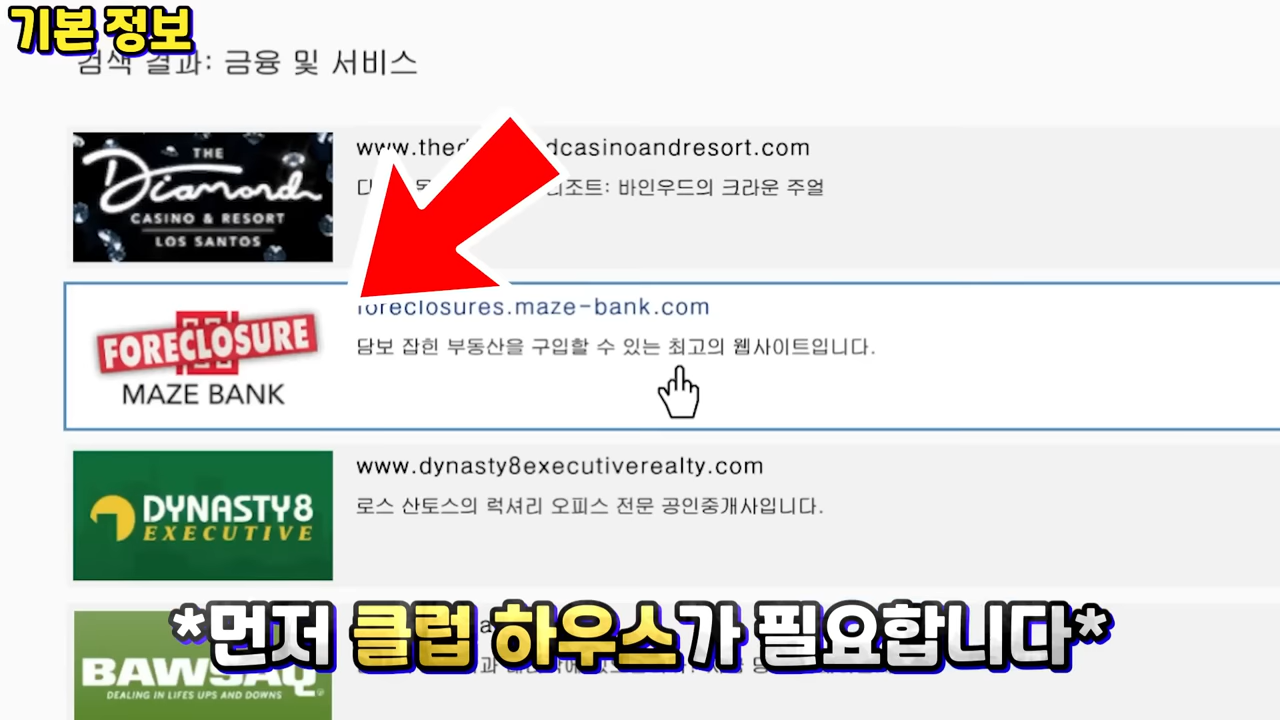 기본 정보
검색 결과: 금융 및 서비스
THE
Diamond
CASINO & RESORT
LOS SANTOS
리조트: 바인우드의 크라운 주얼
FORECLOSURE
MAZE BANK
foreclosures.maze-bank.com
담보 잡힌 부동산을 구입할 수 있는 최고의 웹사이트입니다.
DYNASTY8
EXECUTIVE
www.dynasty8executiverealty.com
로스 산토스의 럭셔리 오피스 전문 공인중개사입니다.
*먼저 클럽 하우스가 필요합니다*
BAWSAQ
DEALING IN LIFES UPS AND DOWNS